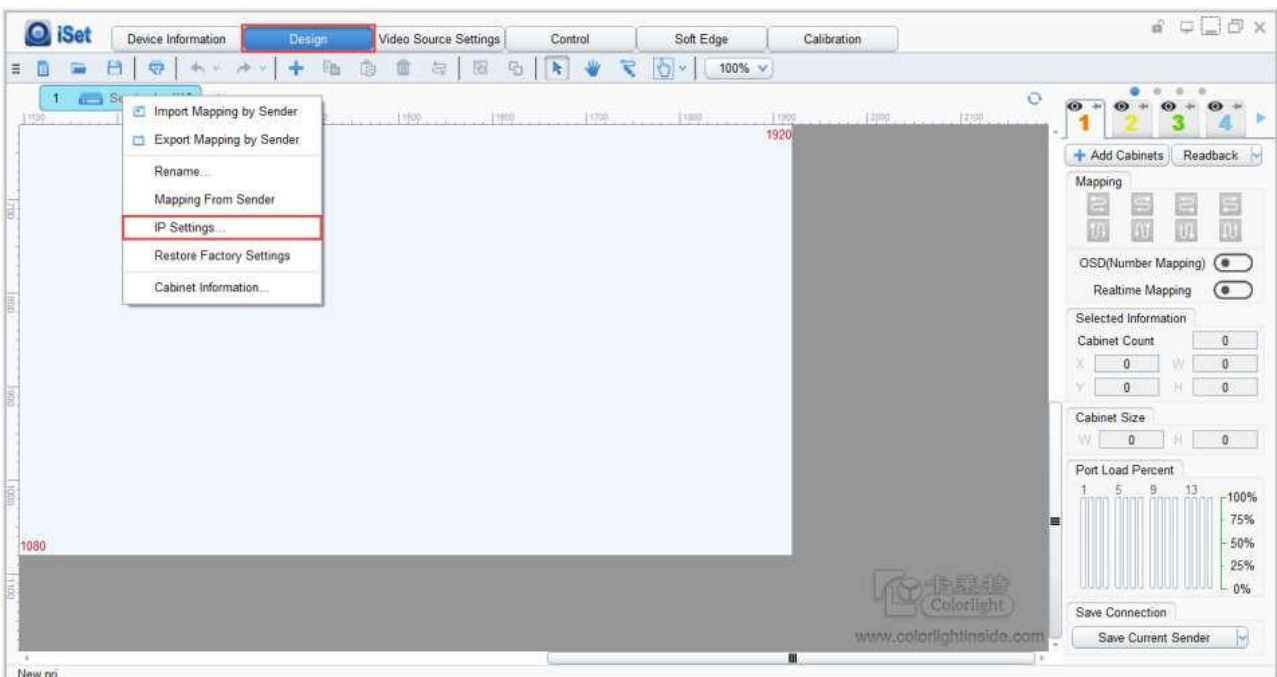 iSet
Device Information
Design
Video Source Settings
Control
Soft Edge
Calibration
100%
1
Import Mapping by Sender
Export Mapping by Sender
Rename...
Mapping From Sender
IP Settings...
Restore Factory Settings
Cabinet Information...
1920
1080
1 2 3 4
Add Cabinets
Readback
Mapping
OSD(Number Mapping)
Realtime Mapping
Selected Information
Cabinet Count 0
X 0 W 0
Y 0 H 0
Cabinet Size
W 0 H 0
Port Load Percent
1 5 9 13
100%
75%
50%
25%
0%
Save Connection
Save Current Sender
卡莱特
Colorlight
www.colorlightinside.com